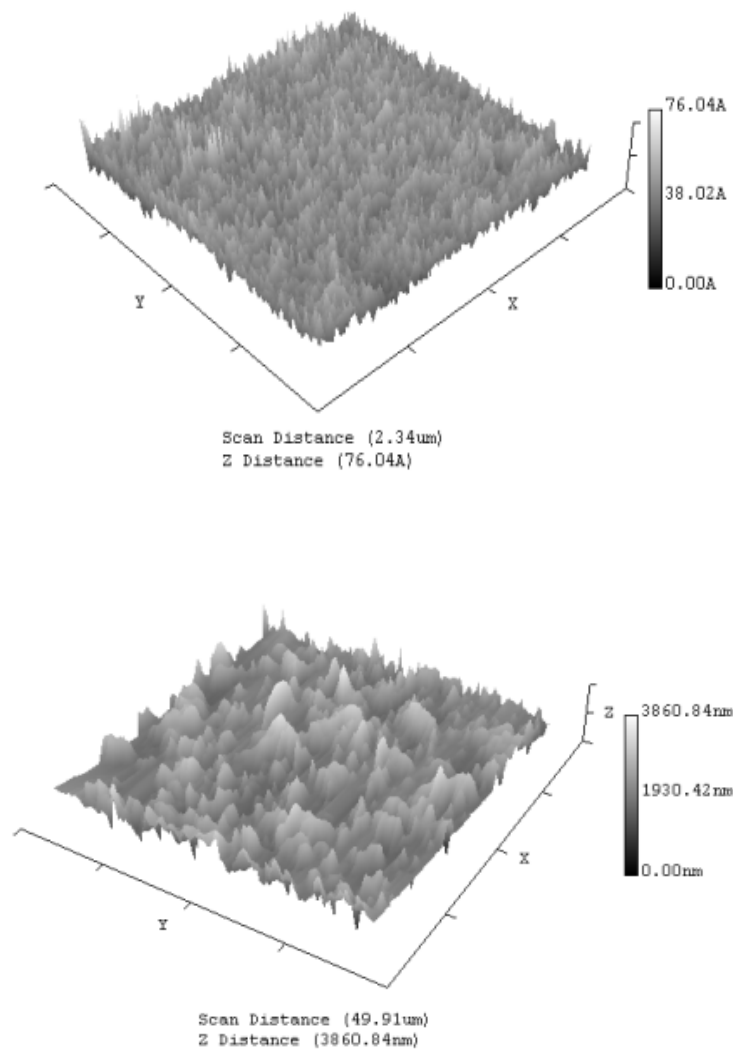 76.04A
38.02A
0.00A
Y
X
Scan Distance (2.34um)
Z Distance (76.04A)
Z
3860.84nm
1930.42nm
0.00nm
X
Y
Scan Distance (49.91um)
Z Distance (3860.84nm)